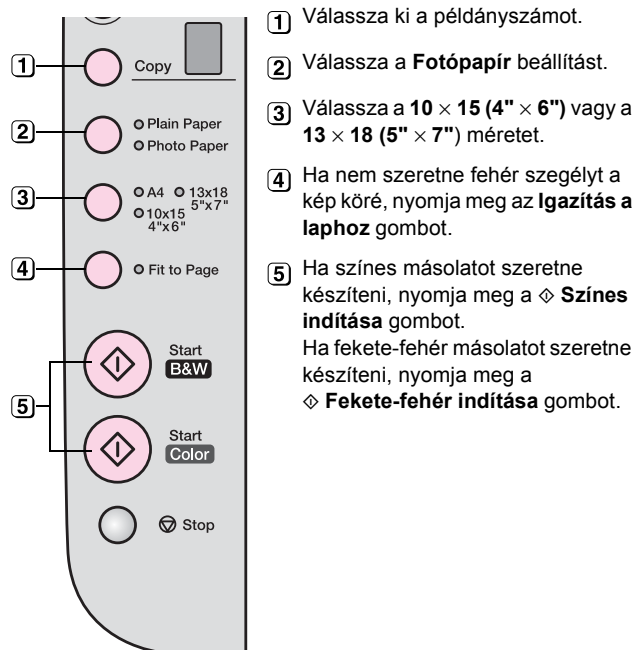 1 Copy
2 Plain Paper
Photo Paper
3 A4 13x18
5"x7"
10x15
4"x6"
4 Fit to Page
Start
B&W
5
Start
Color
Stop
1 Válassza ki a példányszámot.
2 Válassza a Fotópapír beállítást.
3 Válassza a 10 × 15 (4" × 6") vagy a
13 × 18 (5" × 7") méretet.
4 Ha nem szeretne fehér szegélyt a
kép köré, nyomja meg az Igazítás a
laphoz gombot.
5 Ha színes másolatot szeretne
készíteni, nyomja meg a Színes
indítása gombot.
Ha fekete-fehér másolatot szeretne
készíteni, nyomja meg a
Fekete-fehér indítása gombot.